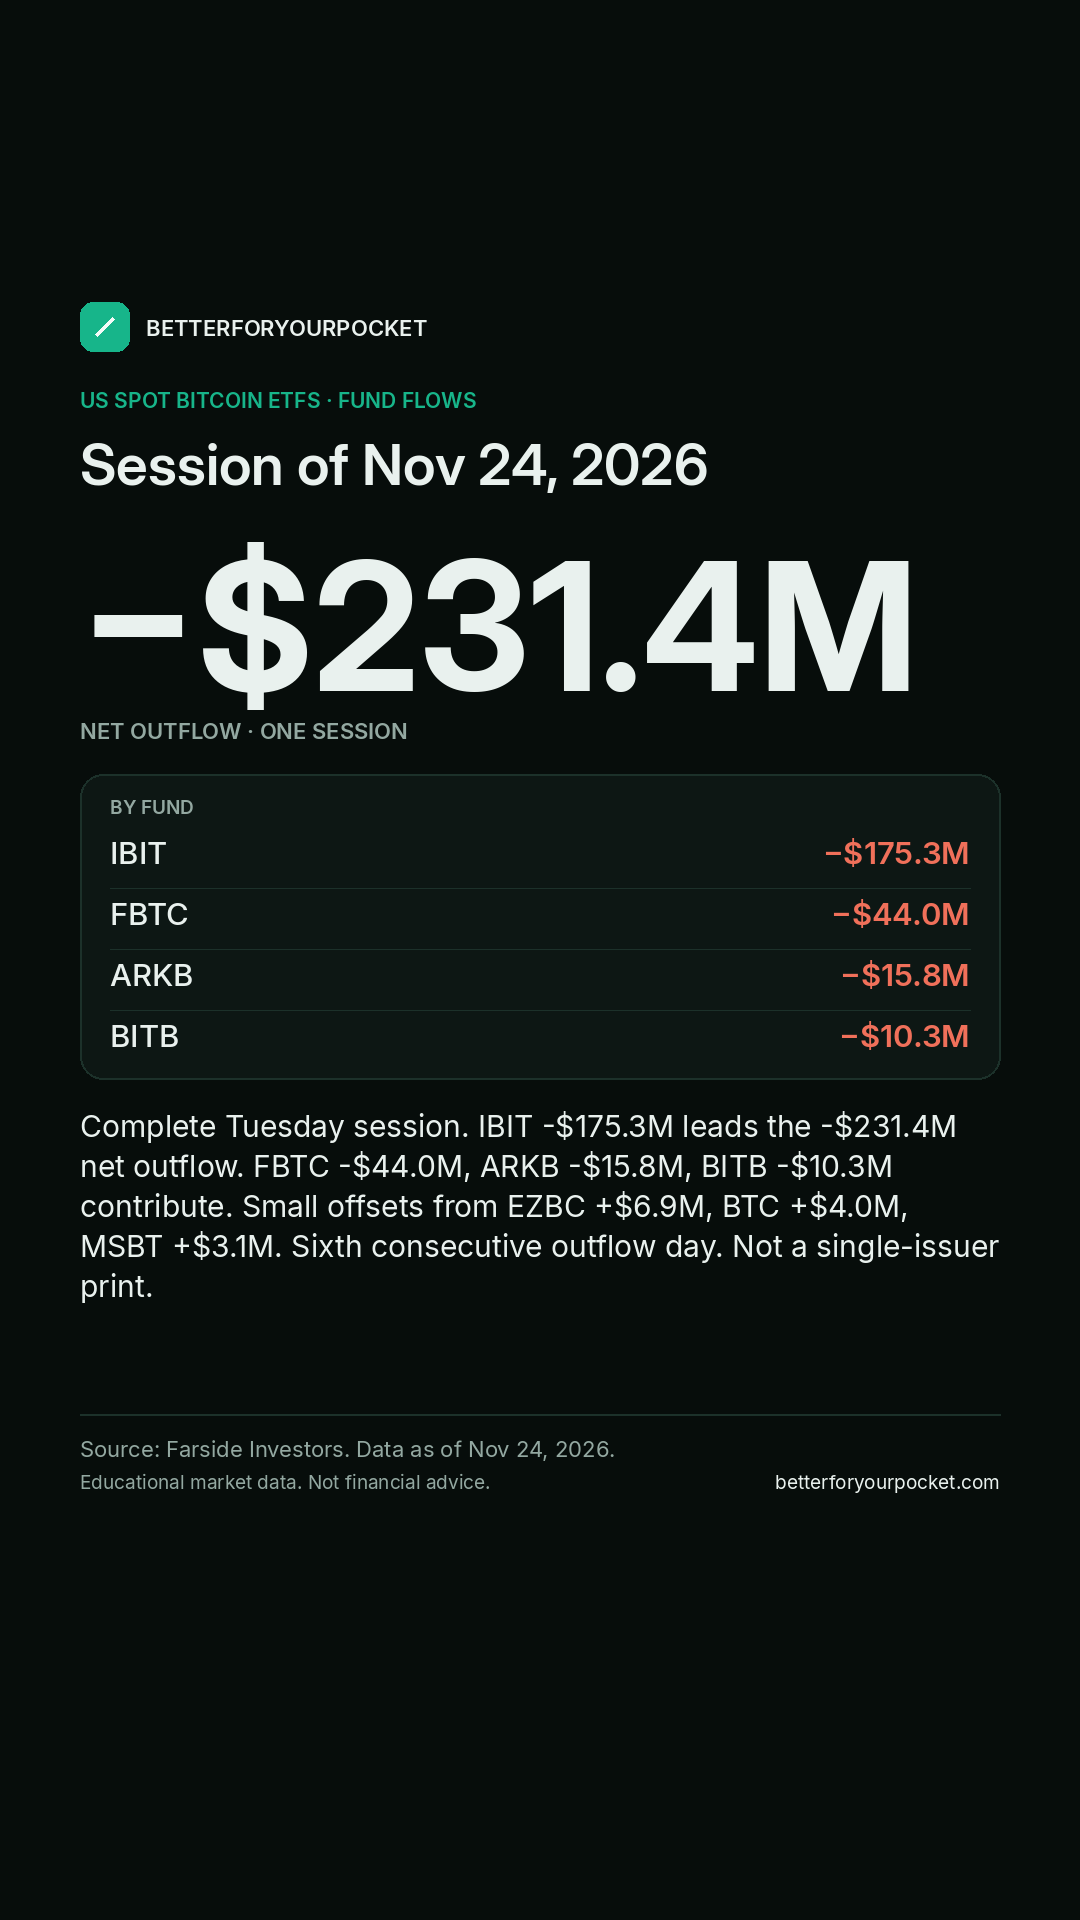 BETTERFORYOURPOCKET
US SPOT BITCOIN ETFS · FUND FLOWS
Session of Nov 24, 2026
−$231.4M
NET OUTFLOW · ONE SESSION
BY FUND
IBIT −$175.3M
FBTC −$44.0M
ARKB −$15.8M
BITB −$10.3M
Complete Tuesday session. IBIT -$175.3M leads the -$231.4M
net outflow. FBTC -$44.0M, ARKB -$15.8M, BITB -$10.3M
contribute. Small offsets from EZBC +$6.9M, BTC +$4.0M,
MSBT +$3.1M. Sixth consecutive outflow day. Not a single-issuer
print.
Source: Farside Investors. Data as of Nov 24, 2026.
Educational market data. Not financial advice. betterforyourpocket.com